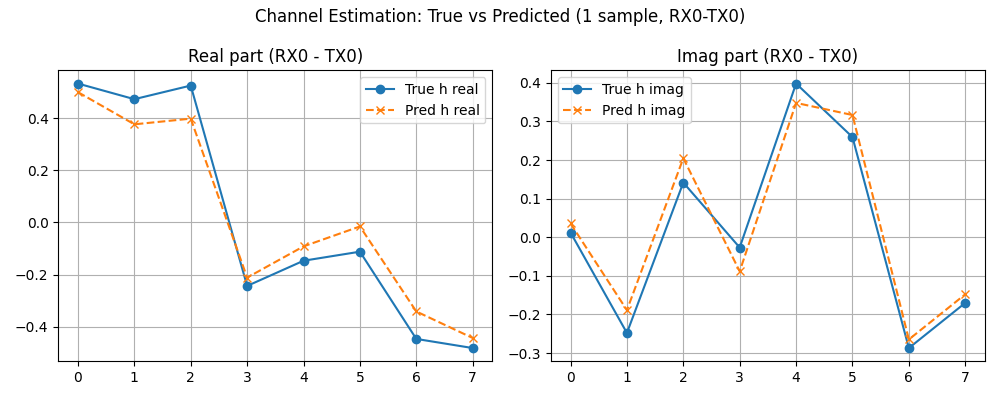 Channel Estimation: True vs Predicted (1 sample, RX0-TX0)
Real part (RX0 - TX0)
True h real
Pred h real
0.4
0.2
0.0
−0.2
−0.4
0 1 2 3 4 5 6 7
Imag part (RX0 - TX0)
True h imag
Pred h imag
0.4
0.3
0.2
0.1
0.0
−0.1
−0.2
−0.3
0 1 2 3 4 5 6 7